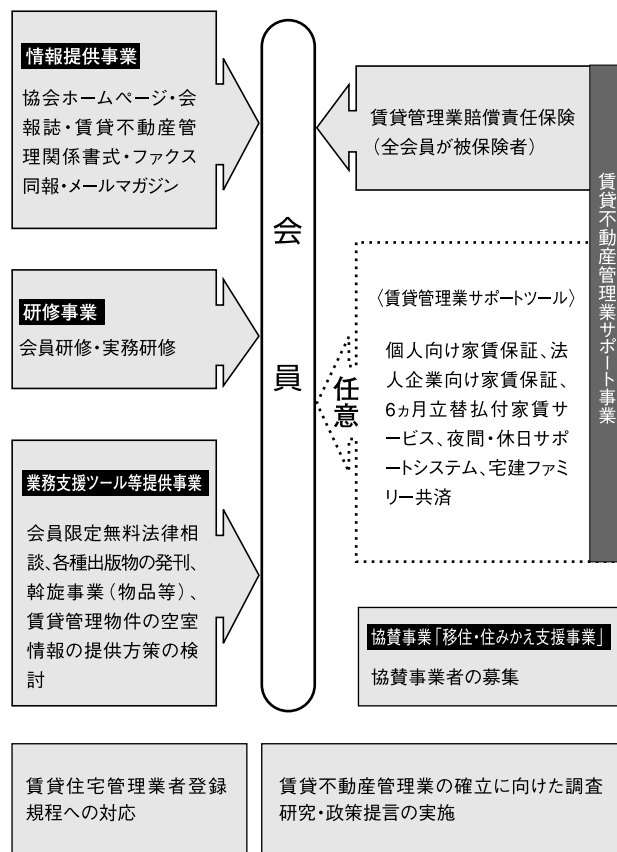 情報提供事業
協会ホームページ・会
報誌・賃貸不動産管
理関係書式・ファクス
同報・メールマガジン
研修事業
会員研修・実務研修
業務支援ツール等提供事業
会員限定無料法律相
談、各種出版物の発刊、
斡旋事業（物品等）、
賃貸管理物件の空室
情報の提供方策の検
討
会員
賃貸管理業賠償責任保険
（全会員が被保険者）
〈賃貸管理業サポートツール〉
個人向け家賃保証、法
人企業向け家賃保証、
6ヵ月立替払付家賃サ
ービス、夜間・休日サポ
ートシステム、宅建ファミ
リー共済
任意
賃貸不動産管理業サポート事業
協賛事業「移住・住みかえ支援事業」
協賛事業者の募集
賃貸住宅管理業者登録
規程への対応
賃貸不動産管理業の確立に向けた調査
研究・政策提言の実施